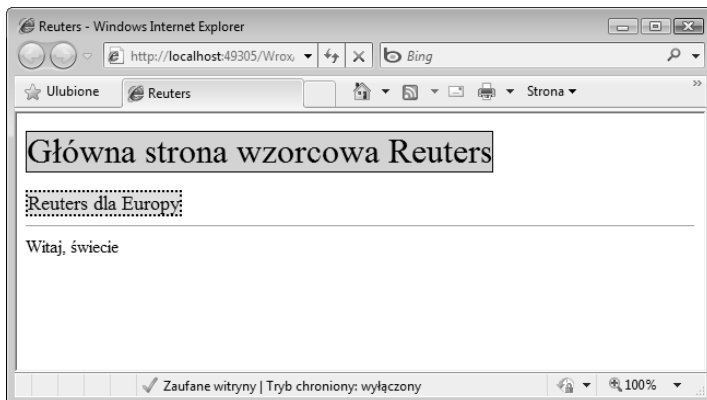 Reuters - Windows Internet Explorer
http://localhost:49305/Wrox,
Bing
Ulubione
Reuters
Strona
Główna strona wzorcowa Reuters
Reuters dla Europy
Witaj, świecie
Zaufane witryny | Tryb chroniony: wyłączony
100%